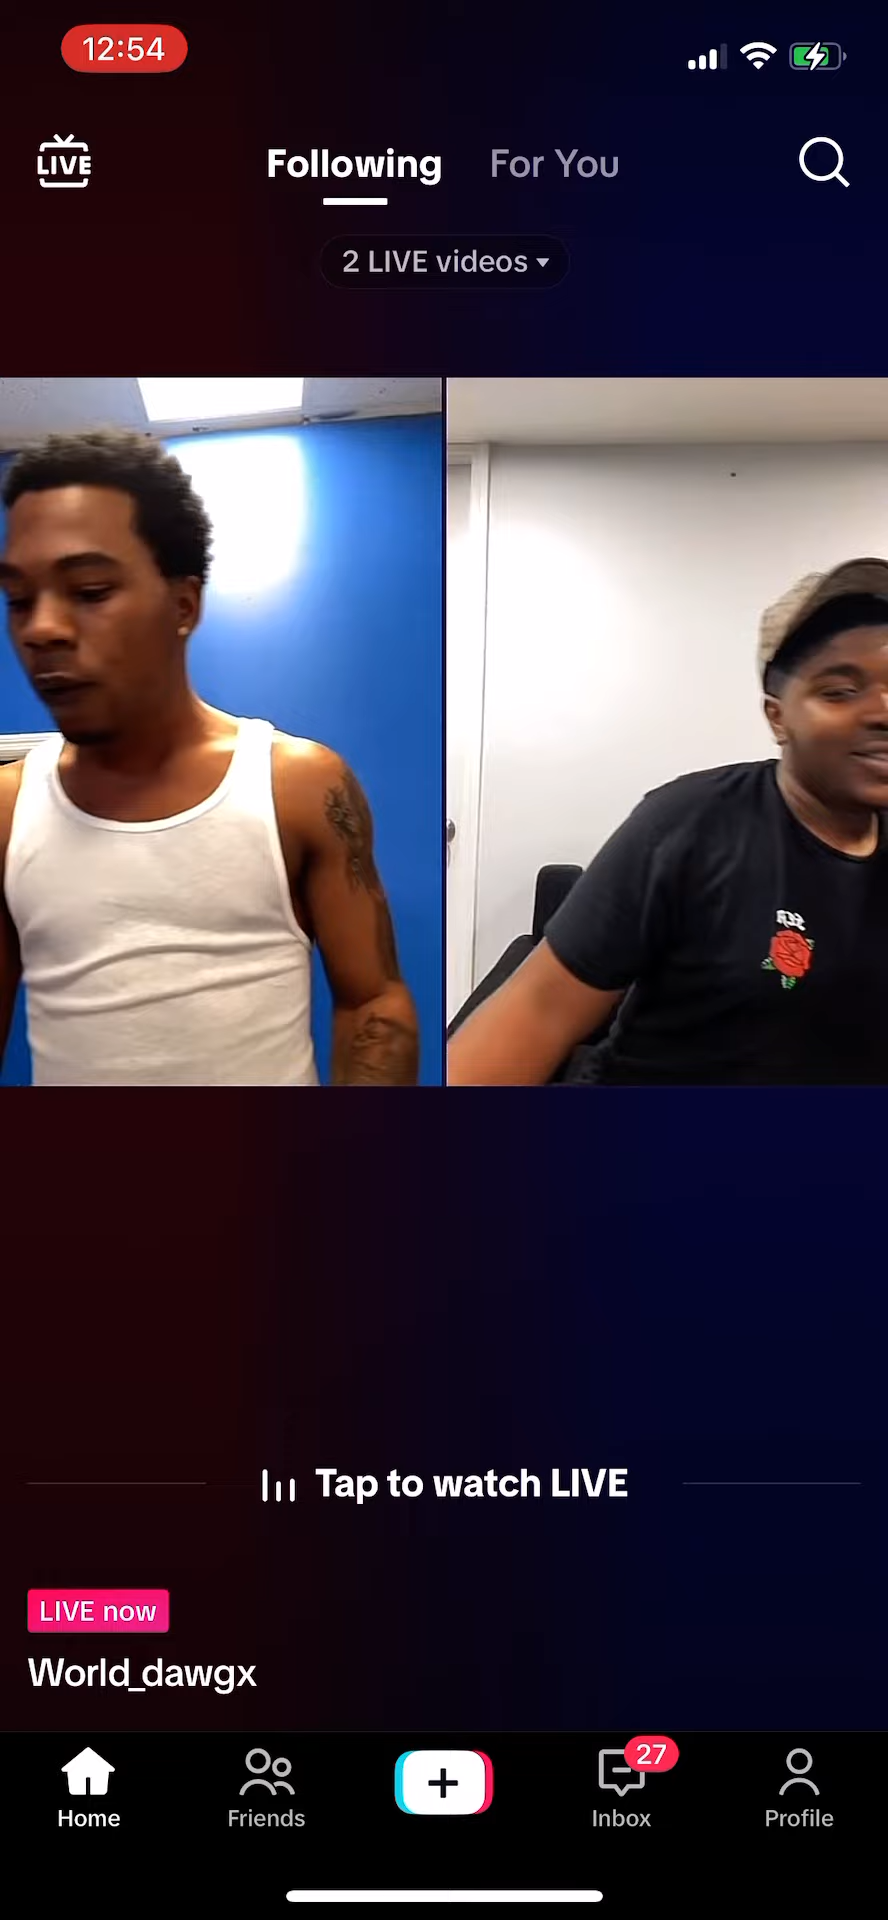 12:54
LIVE
Following For You
2 LIVE videos
Tap to watch LIVE
LIVE now
World_dawgx
27
Home
Friends
Inbox
Profile